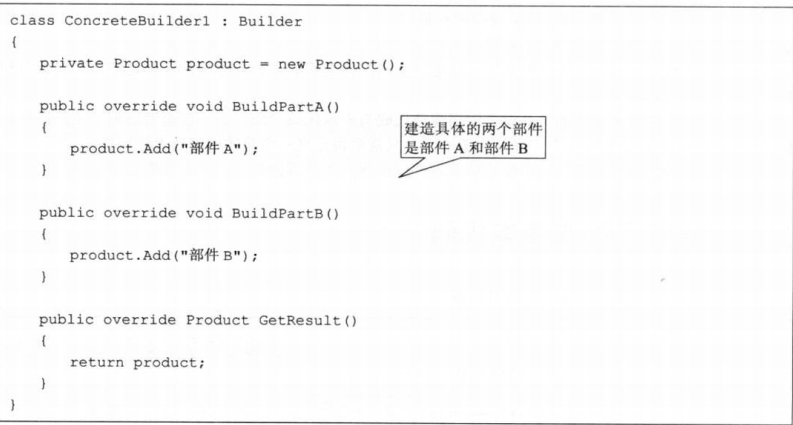 class ConcreteBuilder1 : Builder
{
private Product product = new Product();
public override void BuildPartA()
{
product.Add("部件A");
}
建造具体的两个部件
是部件 A 和部件 B
public override void BuildPartB()
{
product.Add("部件B");
}
public override Product GetResult()
{
return product;
}
}